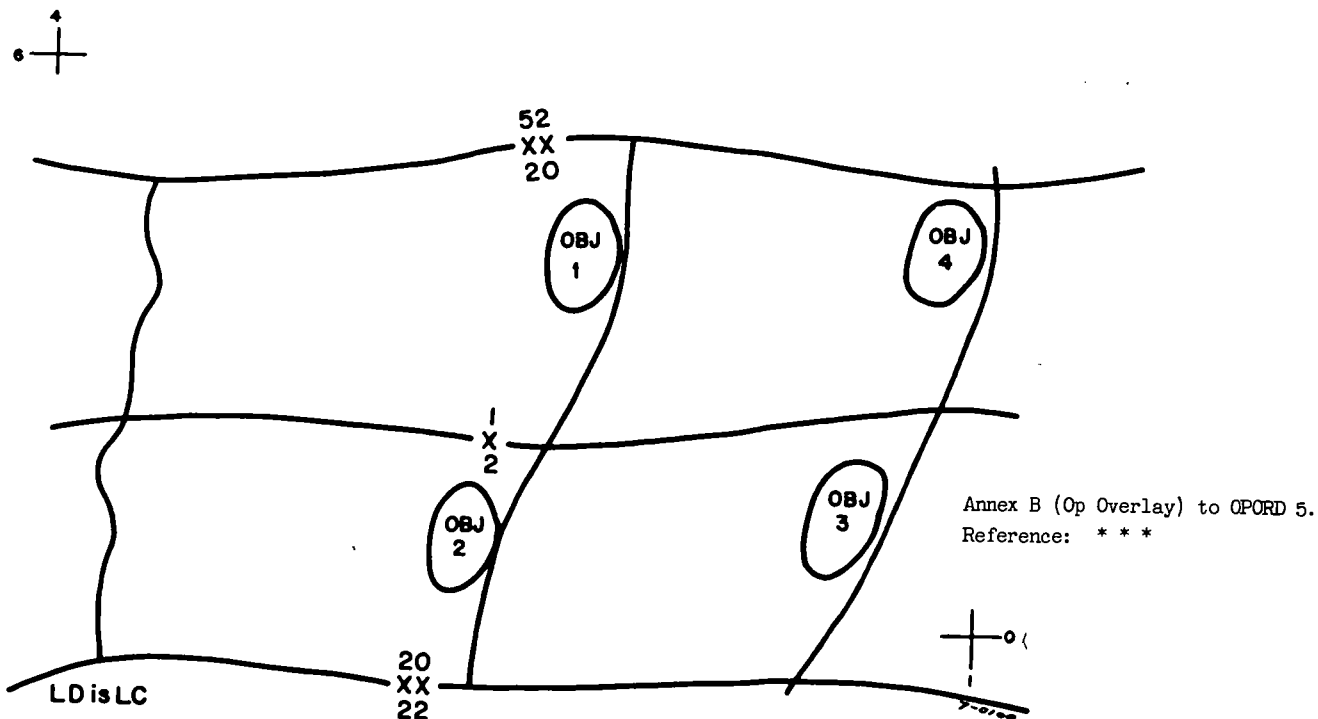 4
6
52
XX
20
OBJ
1
OBJ
4
1
X
2
OBJ
2
OBJ
3
Annex B (Op Overlay) to OPORD 5.
Reference: * * *
0
1
20
XX
22
LD is LC